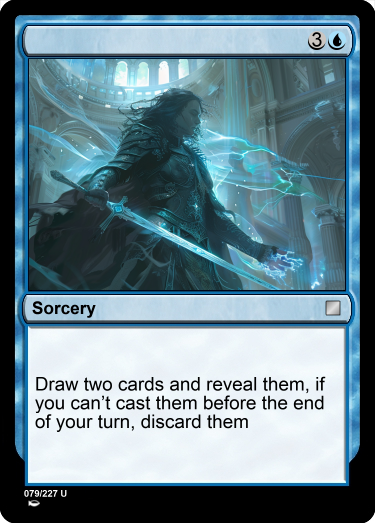 3
Sorcery
Draw two cards and reveal them, if
you can't cast them before the end
of your turn, discard them
079/227 U